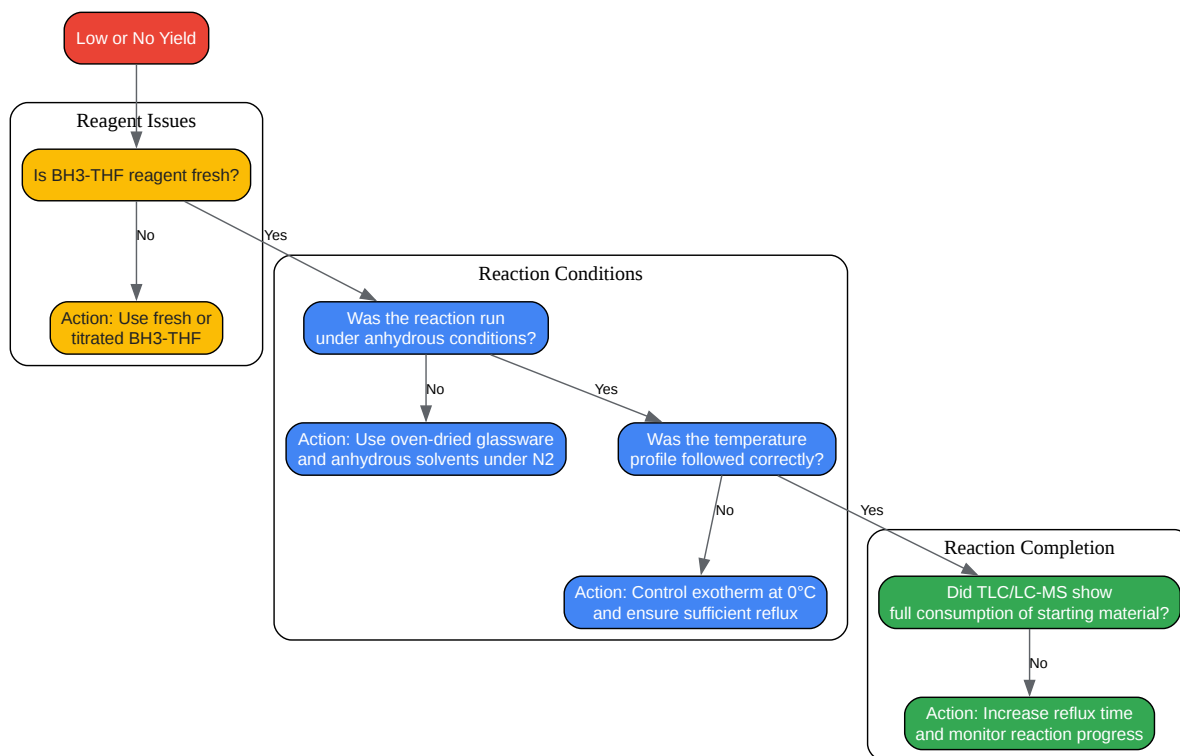 Low or No Yield
Reagent Issues
Is BH3-THF reagent fresh?
No
Yes
Action: Use fresh or
titrated BH3-THF
Reaction Conditions
Was the reaction run
under anhydrous conditions?
No
Yes
Action: Use oven-dried glassware
and anhydrous solvents under N2
Was the temperature
profile followed correctly?
No
Yes
Action: Control exotherm at 0°C
and ensure sufficient reflux
Reaction Completion
Did TLC/LC-MS show
full consumption of starting material?
No
Action: Increase reflux time
and monitor reaction progress